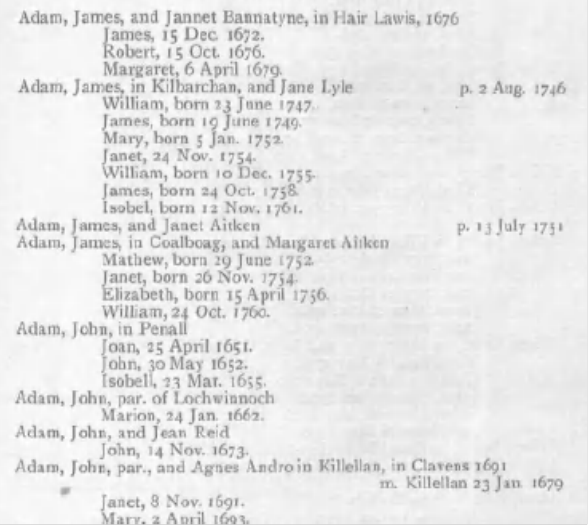 Adam, James, and Jannet Bannatyne, in Hair Lawis, 1676
James, 15 Dec. 1672.
Robert, 15 Oct. 1676.
Margaret, 6 April 1679.
Adam, James, in Kilbarchan, and Jane Lyle p. 2 Aug. 1746
William, born 23 June 1747.
James, born 19 June 1749.
Mary, born 5 Jan. 1752.
Janet, 24 Nov. 1754.
William, born 10 Dec. 1755.
James, born 24 Oct. 1758.
Isobel, born 12 Nov. 1761.
Adam, James, and Janet Aitken p. 13 July 1751
Adam, James, in Coalboag, and Margaret Aitken
Mathew, born 29 June 1752.
Janet, born 26 Nov. 1754.
Elizabeth, born 15 April 1756.
William, 24 Oct. 1760.
Adam, John, in Penall
Joan, 25 April 1651.
John, 30 May 1652.
Isobell, 23 Mar. 1655.
Adam, John, par. of Lochwinnoch
Marion, 24 Jan. 1662.
Adam, John, and Jean Reid
John, 14 Nov. 1673.
Adam, John, par., and Agnes Andro in Killellan, in Clavens 1691
m. Killellan 23 Jan. 1679
Janet, 8 Nov. 1691.
Mary, 2 April 1693.